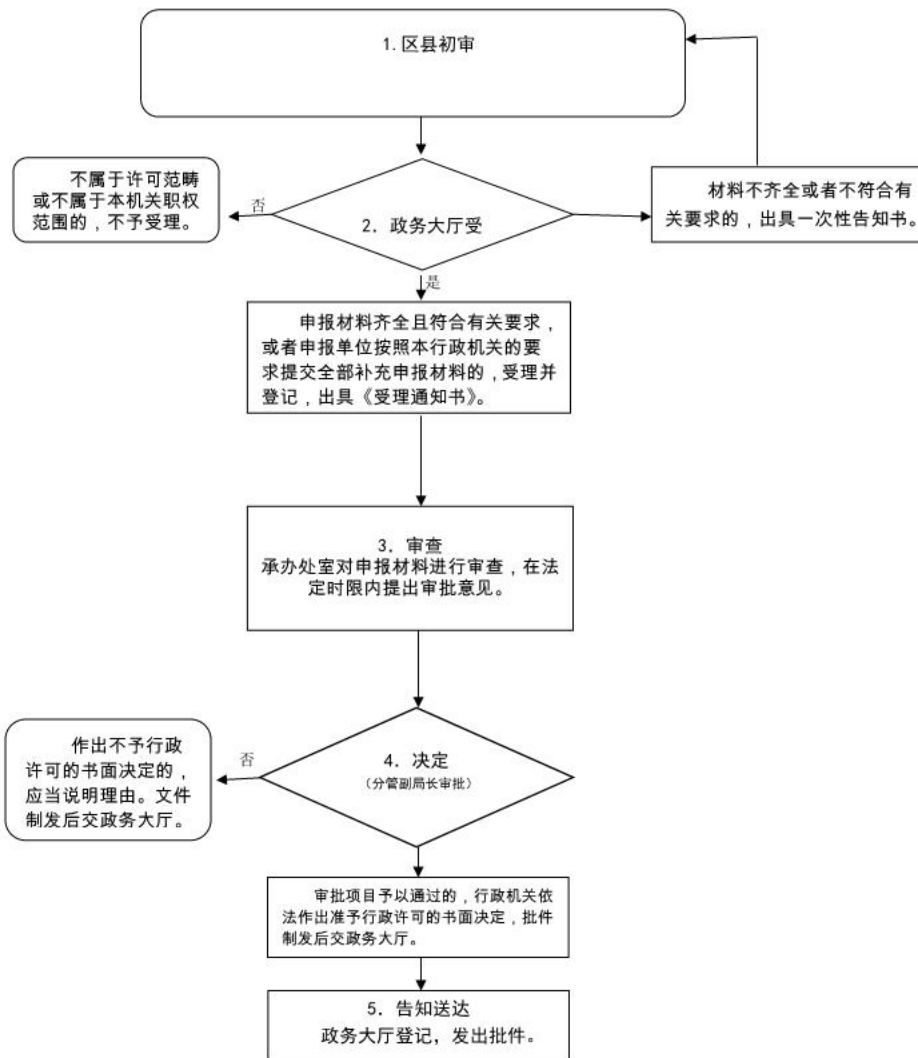 1.区县初审
不属于许可范畴
或不属于本机关职权
范围的，不予受理。
否
2．政务大厅受
材料不齐全或者不符合有
关要求的，出具一次性告知书。
是
申报材料齐全且符合有关要求，
或者申报单位按照本行政机关的要
求提交全部补充申报材料的，受理并
登记，出具《受理通知书》。
3．审查
承办处室对申报材料进行审查，在法
定时限内提出审批意见。
作出不予行政
许可的书面决定的，
应当说明理由。文件
制发后交政务大厅。
否
4．决定
（分管副局长审批）
审批项目予以通过的，行政机关依
法作出准予行政许可的书面决定，批件
制发后交政务大厅。
5．告知送达
政务大厅登记，发出批件。